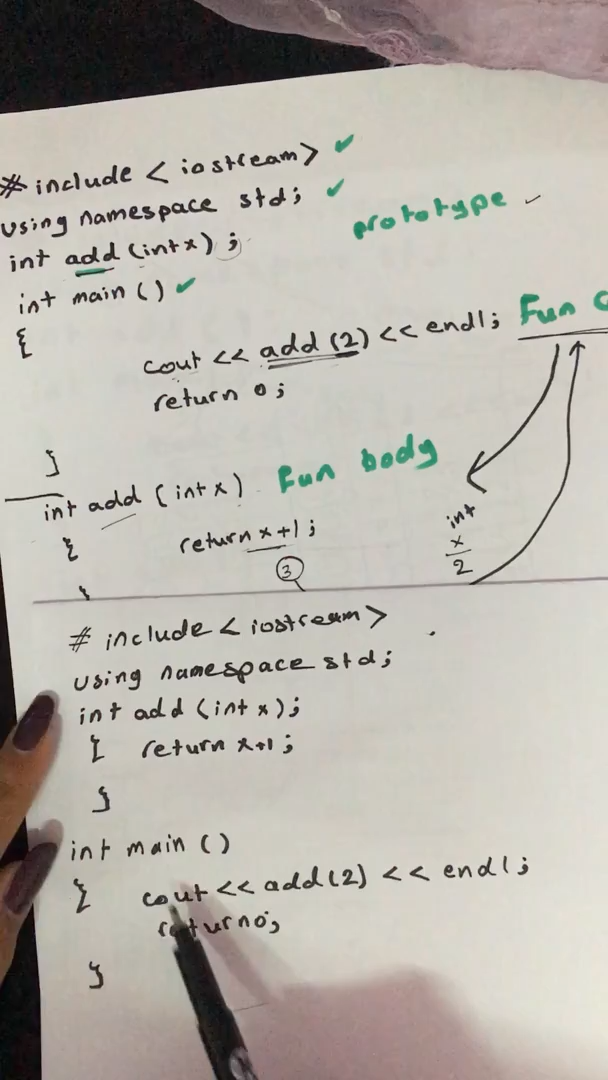 # include < iostream> ✓
using namespace std; ✓
int add (int x) ; prototype ✓
int main () ✓
{
cout << add (2) << endl; Fun
return 0;
}
int add (int x) Fun body
{ return x+1;
}
int
x
2
3
# include < iostream>
using namespace std;
int add (int x);
{ return x+1;
}
int main ()
{ cout << add(2) << endl;
return 0;
}